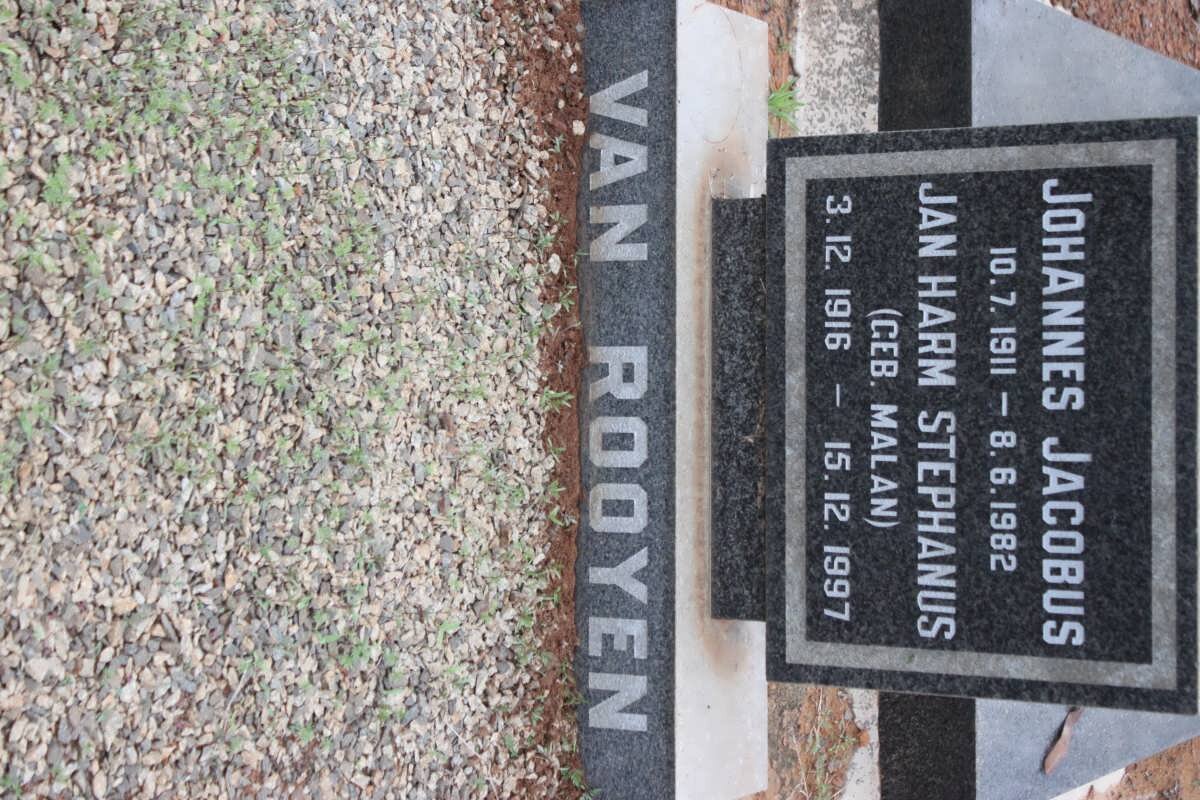 JOHANNES JACOBUS
10.7.1911 – 8.6.1982
JAN HARM STEPHANUS
(GEB. MALAN)
3.12.1916 – 15.12.1997
VAN ROOYEN